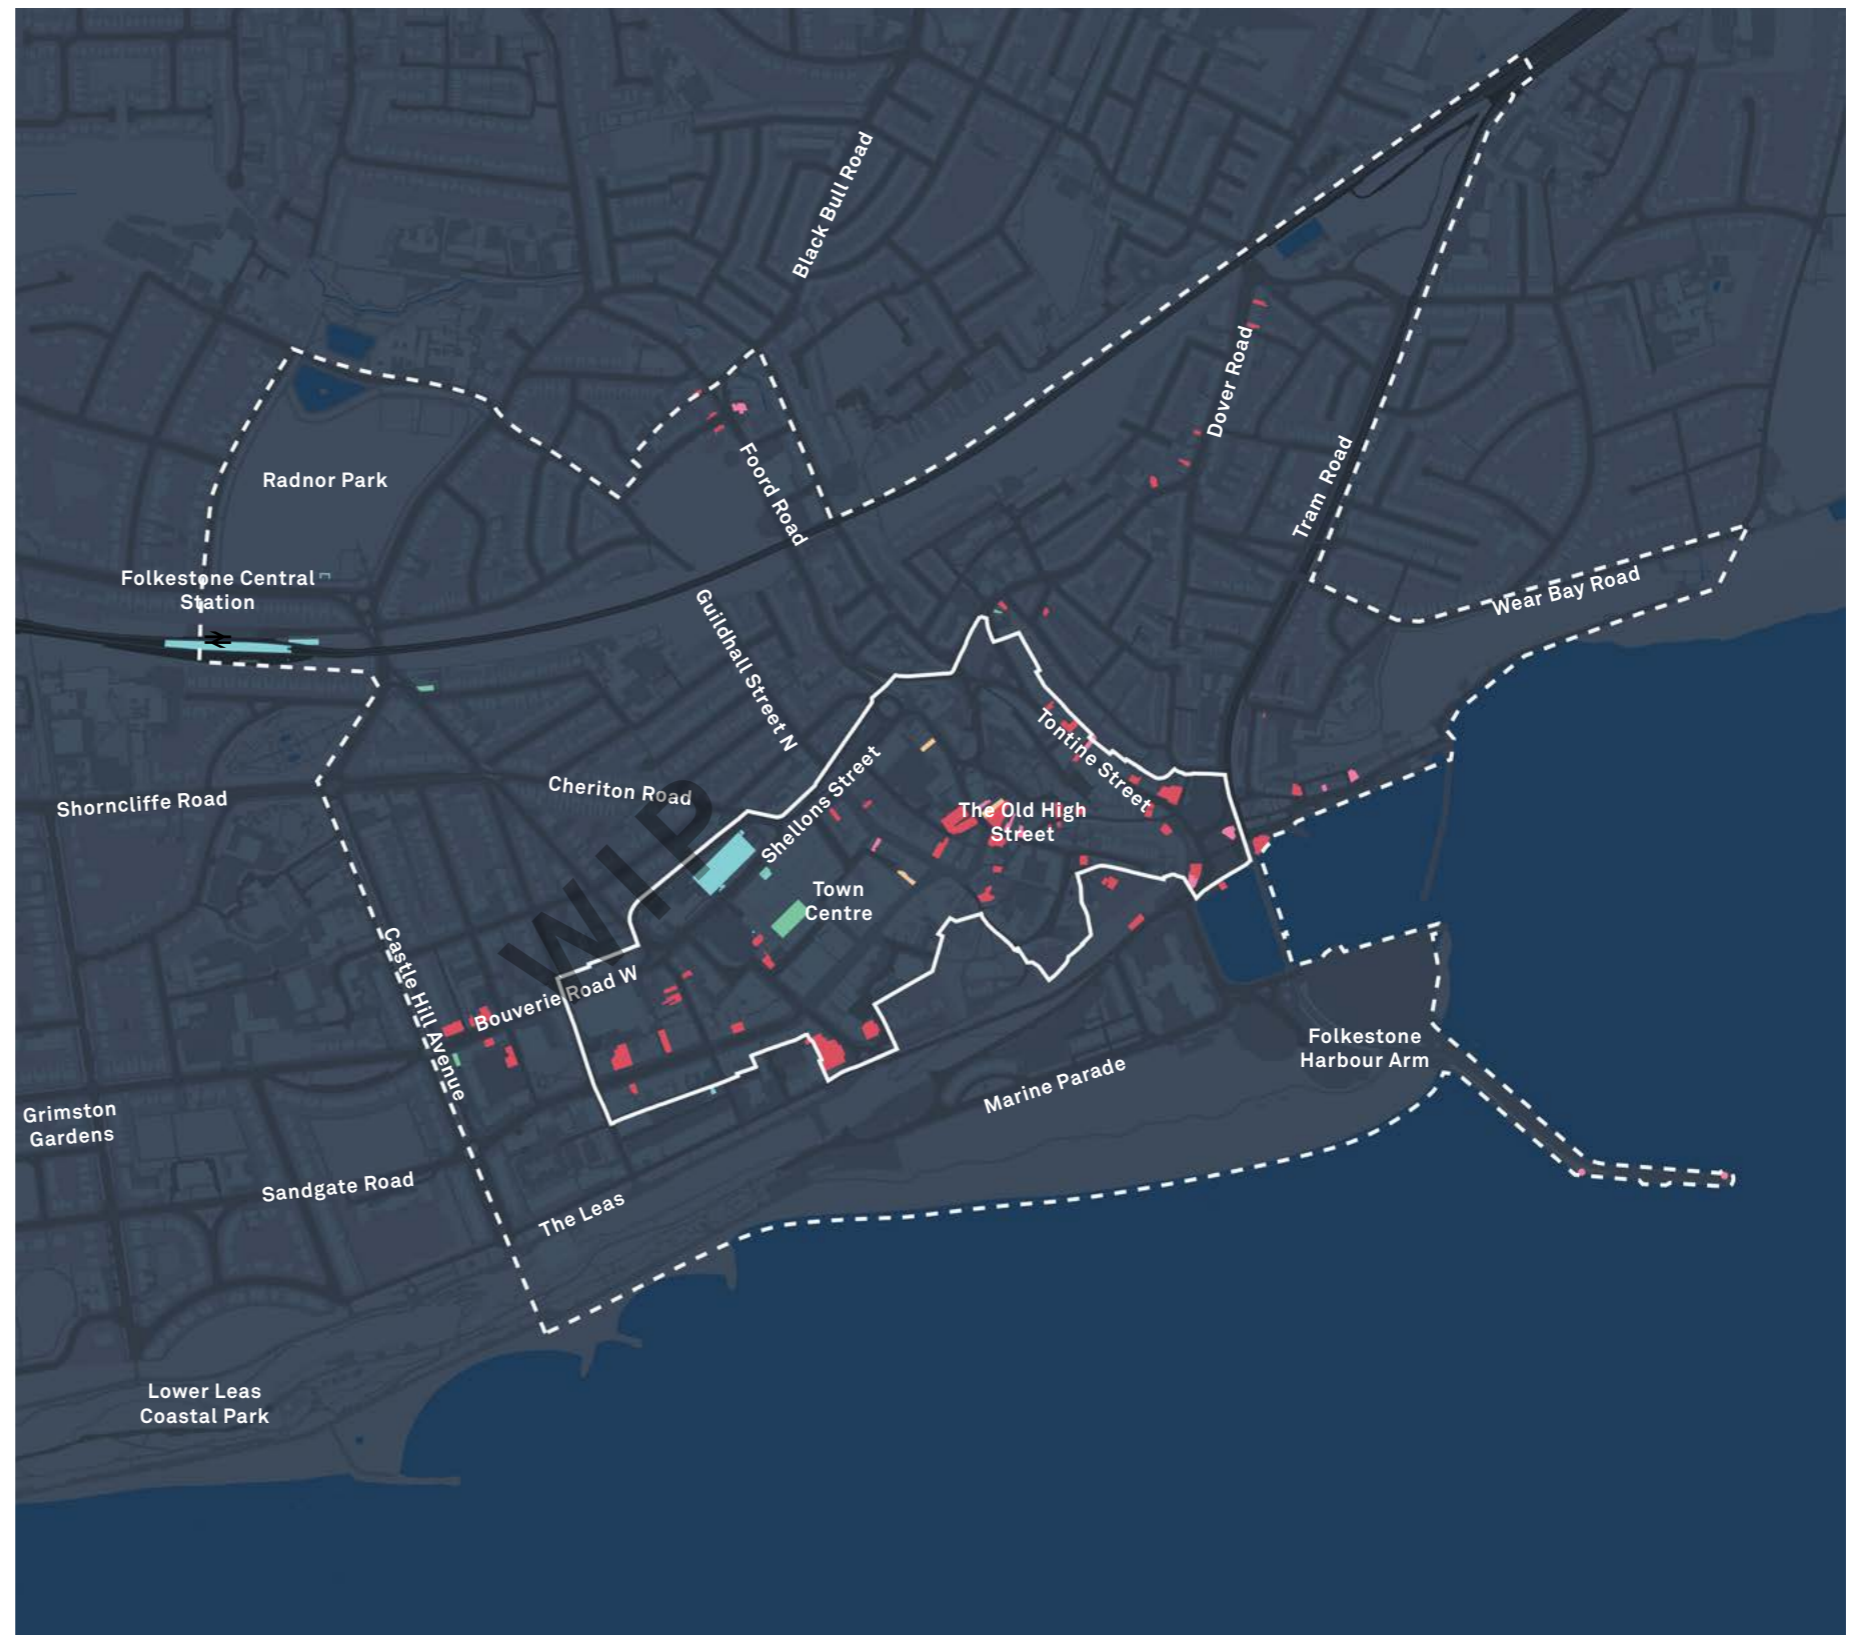 Black Bull Road
Dover Road
Radnor Park
Foord Road
Tram Road
Folkestone Central
Station
Wear Bay Road
Guildhall Street N
Tontine Street
Cheriton Road
Shorncliffe Road
Shellons Street
The Old High
Street
WIP
Town
Centre
Castle Hill Avenue
Bouverie Road W
Folkestone
Harbour Arm
Marine Parade
Grimston
Gardens
Sandgate Road
The Leas
Lower Leas
Coastal Park